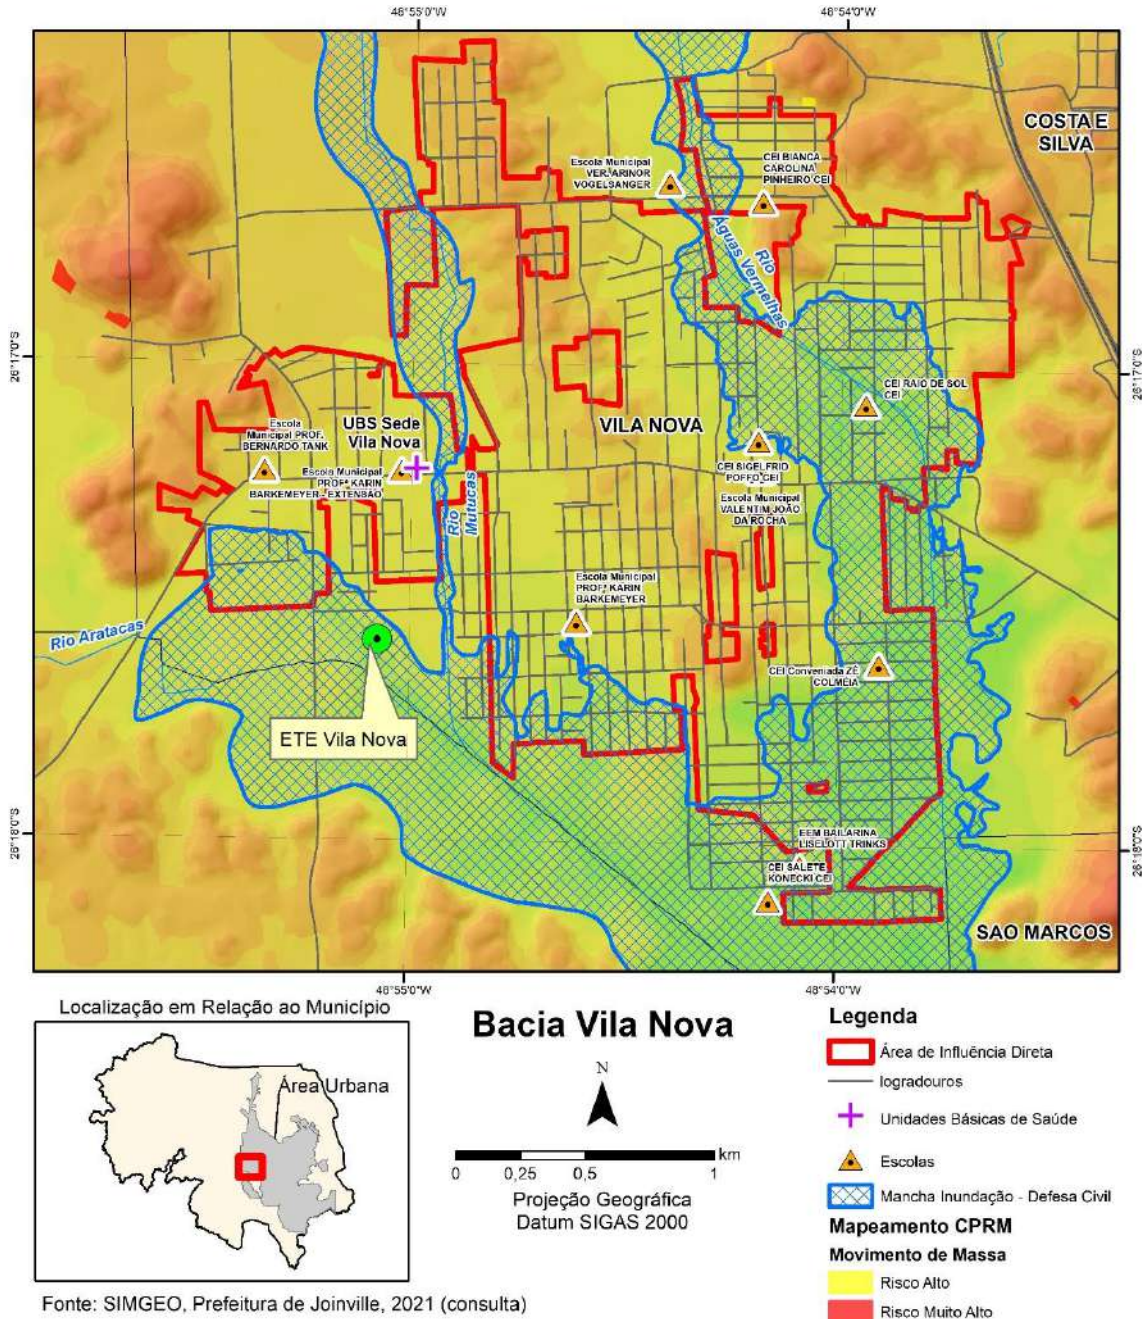 48°55'0"W
48°54'0"W
COSTA E
SILVA
Escola Municipal
VER. ARINOR
VOGELSANGER
CEI BIANCA
CAROLINA
PINHEIRO CEI
Rio
Águas Vermelhas
26°17'0"S
26°17'0"S
CEI RAIO DE SOL
CEI
Escola
Municipal PROF.
BERNARDO TANK
UBS Sede
Vila Nova
VILA NOVA
Escola Municipal
PROFª KARIN
BARKEMEYER - EXTENSÃO
CEI SIGELFRID
POFFO CEI
Escola Municipal
VALENTIM JOÃO
DA ROCHA
Rio
Mutucas
Escola Municipal
PROFª KARIN
BARKEMEYER
Rio Aratacas
CEI Conveniada ZÉ
COLMÉIA
ETE Vila Nova
26°18'0"S
26°18'0"S
EEM BAILARINA
LISELOTT TRINKS
CEI SALETE
KONECKI CEI
SAO MARCOS
48°55'0"W
48°54'0"W
Localização em Relação ao Município
Área Urbana
Bacia Vila Nova
N
km
0 0,25 0,5 1
Projeção Geográfica
Datum SIGAS 2000
Legenda
Área de Influência Direta
logradouros
Unidades Básicas de Saúde
Escolas
Mancha Inundação - Defesa Civil
Mapeamento CPRM
Movimento de Massa
Risco Alto
Risco Muito Alto
Fonte: SIMGEO, Prefeitura de Joinville, 2021 (consulta)